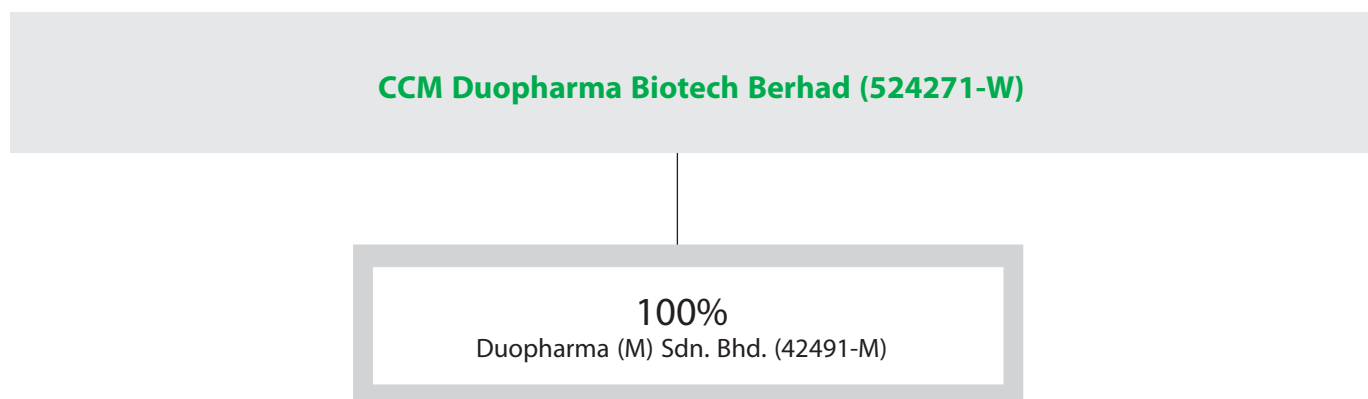 CCM Duopharma Biotech Berhad (524271-W)
100%
Duopharma (M) Sdn. Bhd. (42491-M)